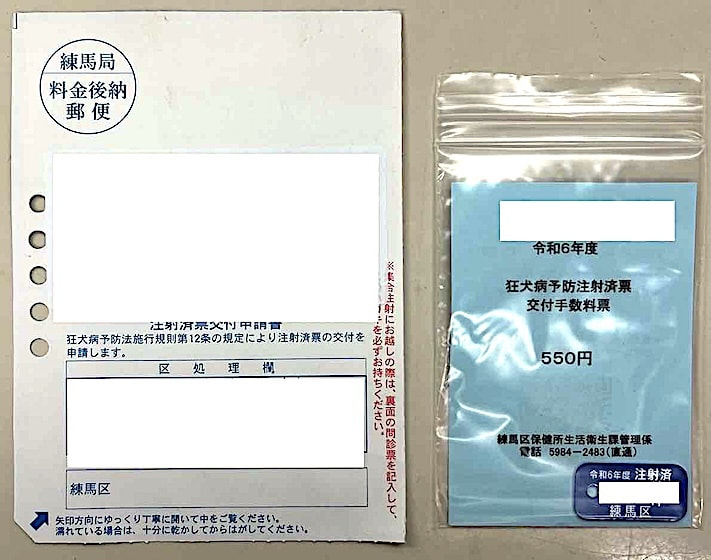 練馬局
料金後納
郵便
注射済票交付申請書
狂犬病予防法施行規則第12条の規定により注射済票の交付を
申請します。
区処理欄
練馬区
矢印方向にゆっくり丁寧に開いて中をご覧ください。
濡れている場合は、十分に乾かしてからはがしてください。
※集合注射にお越しの際は、裏面の問診票を記入して、
を必ずお持ちください。
令和6年度
狂犬病予防注射済票
交付手数料票
550円
練馬区保健所生活衛生課管理係
電話 5984-2483(直通)
令和6年度 注射済
練馬区